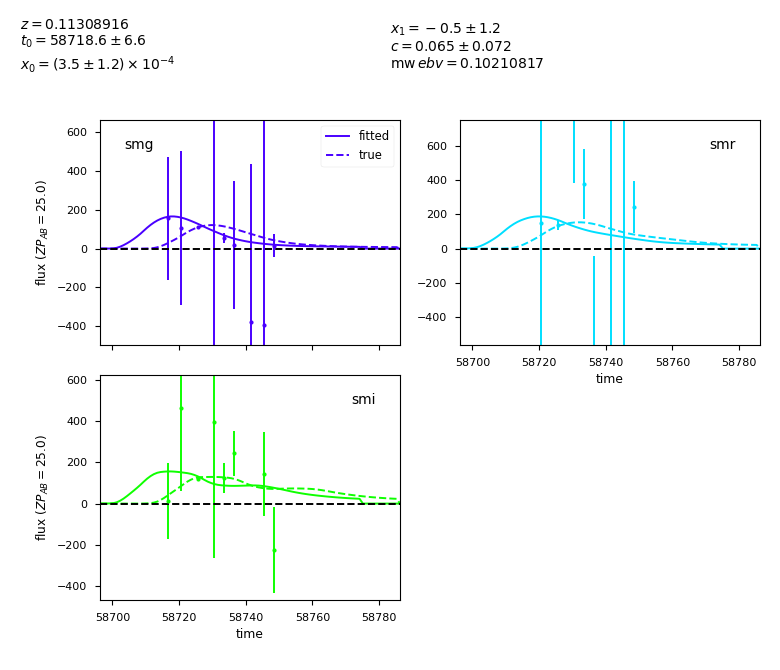 z = 0.11308916
t₀ = 58718.6 ± 6.6
x₀ = (3.5 ± 1.2) × 10⁻⁴
x₁ = −0.5 ± 1.2
c = 0.065 ± 0.072
mw ebv = 0.10210817
smg
fitted
true
600
400
200
0
−200
−400
flux (ZP_AB = 25.0)
smr
600
400
200
0
−200
−400
58700 58720 58740 58760 58780
time
smi
600
400
200
0
−200
−400
flux (ZP_AB = 25.0)
58700 58720 58740 58760 58780
time